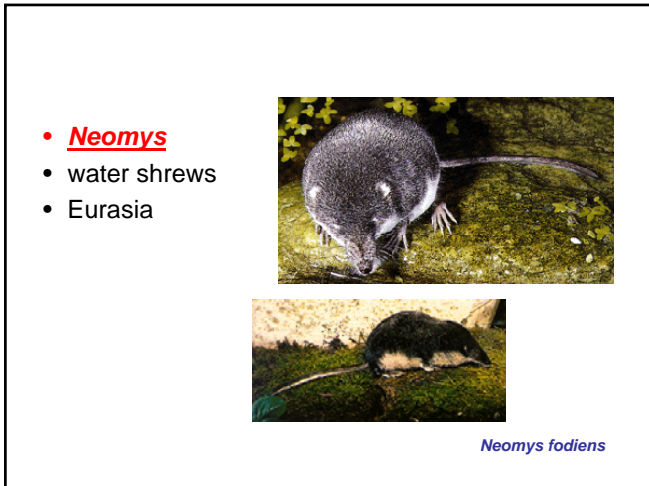 • Neomys
• water shrews
• Eurasia
Neomys fodiens